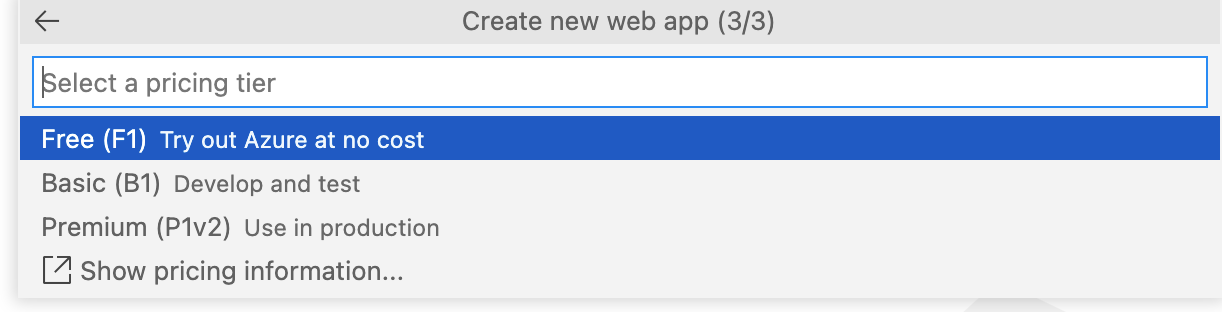 Create new web app (3/3)
Select a pricing tier
Free (F1) Try out Azure at no cost
Basic (B1) Develop and test
Premium (P1v2) Use in production
Show pricing information...